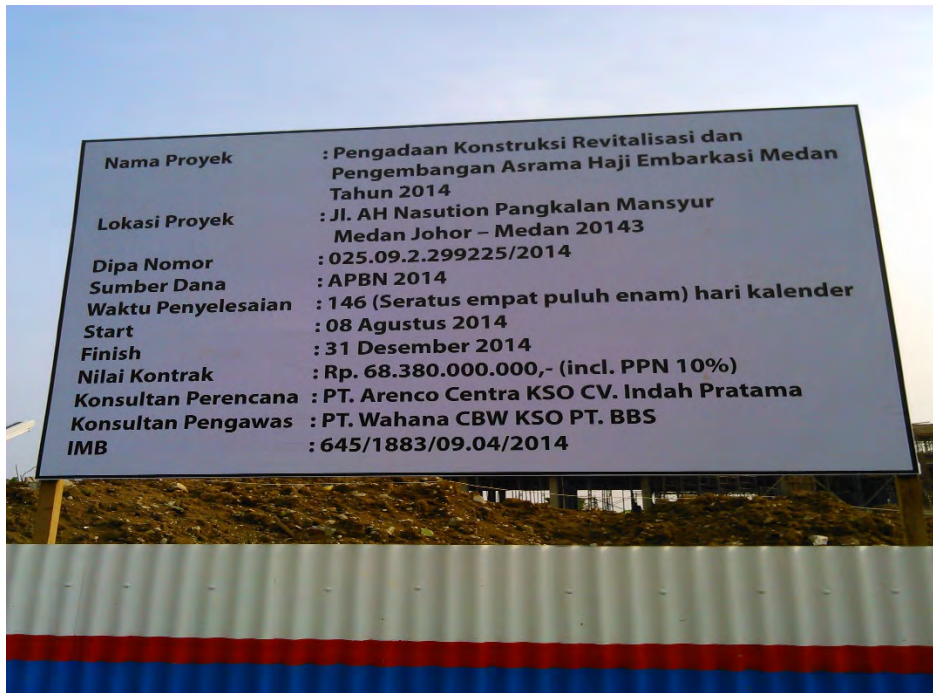 Nama Proyek : Pengadaan Konstruksi Revitalisasi dan
Pengembangan Asrama Haji Embarkasi Medan
Tahun 2014
Lokasi Proyek : Jl. AH Nasution Pangkalan Mansyur
Medan Johor – Medan 20143
Dipa Nomor : 025.09.2.299225/2014
Sumber Dana : APBN 2014
Waktu Penyelesaian : 146 (Seratus empat puluh enam) hari kalender
Start : 08 Agustus 2014
Finish : 31 Desember 2014
Nilai Kontrak : Rp. 68.380.000.000,- (incl. PPN 10%)
Konsultan Perencana : PT. Arenco Centra KSO CV. Indah Pratama
Konsultan Pengawas : PT. Wahana CBW KSO PT. BBS
IMB : 645/1883/09.04/2014